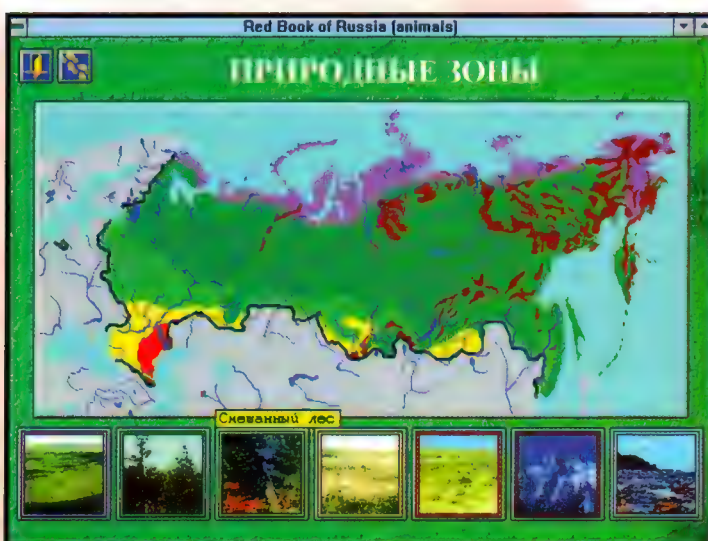 Red Book of Russia (animals)
ПРИРОДНЫЕ ЗОНЫ
Смешанный лес